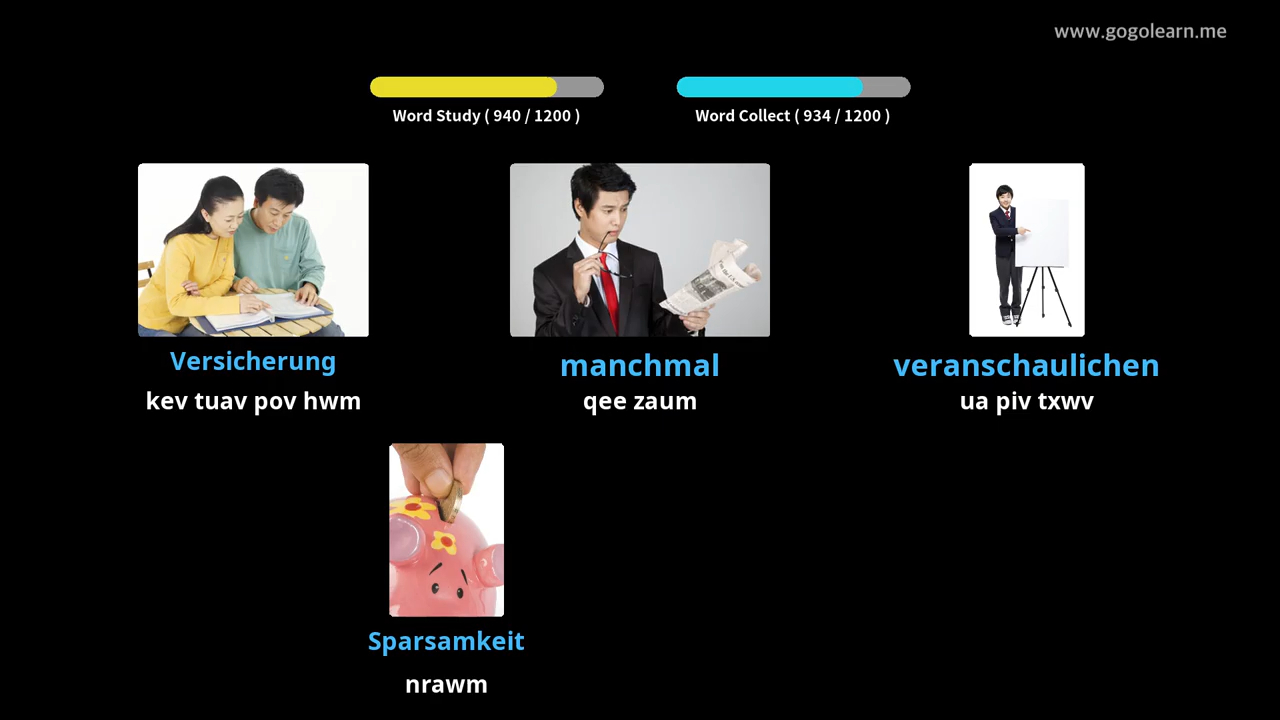 www.gogolearn.me
Word Study ( 940 / 1200 )
Word Collect ( 934 / 1200 )
Versicherung
kev tuav pov hwm
manchmal
qee zaum
veranschaulichen
ua piv txwv
Sparsamkeit
nrawm